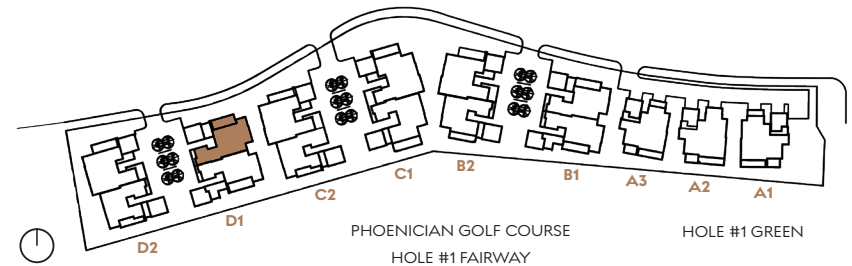 D2
D1
C2
C1
B2
B1
A3
A2
A1
PHOENICIAN GOLF COURSE
HOLE #1 FAIRWAY
HOLE #1 GREEN